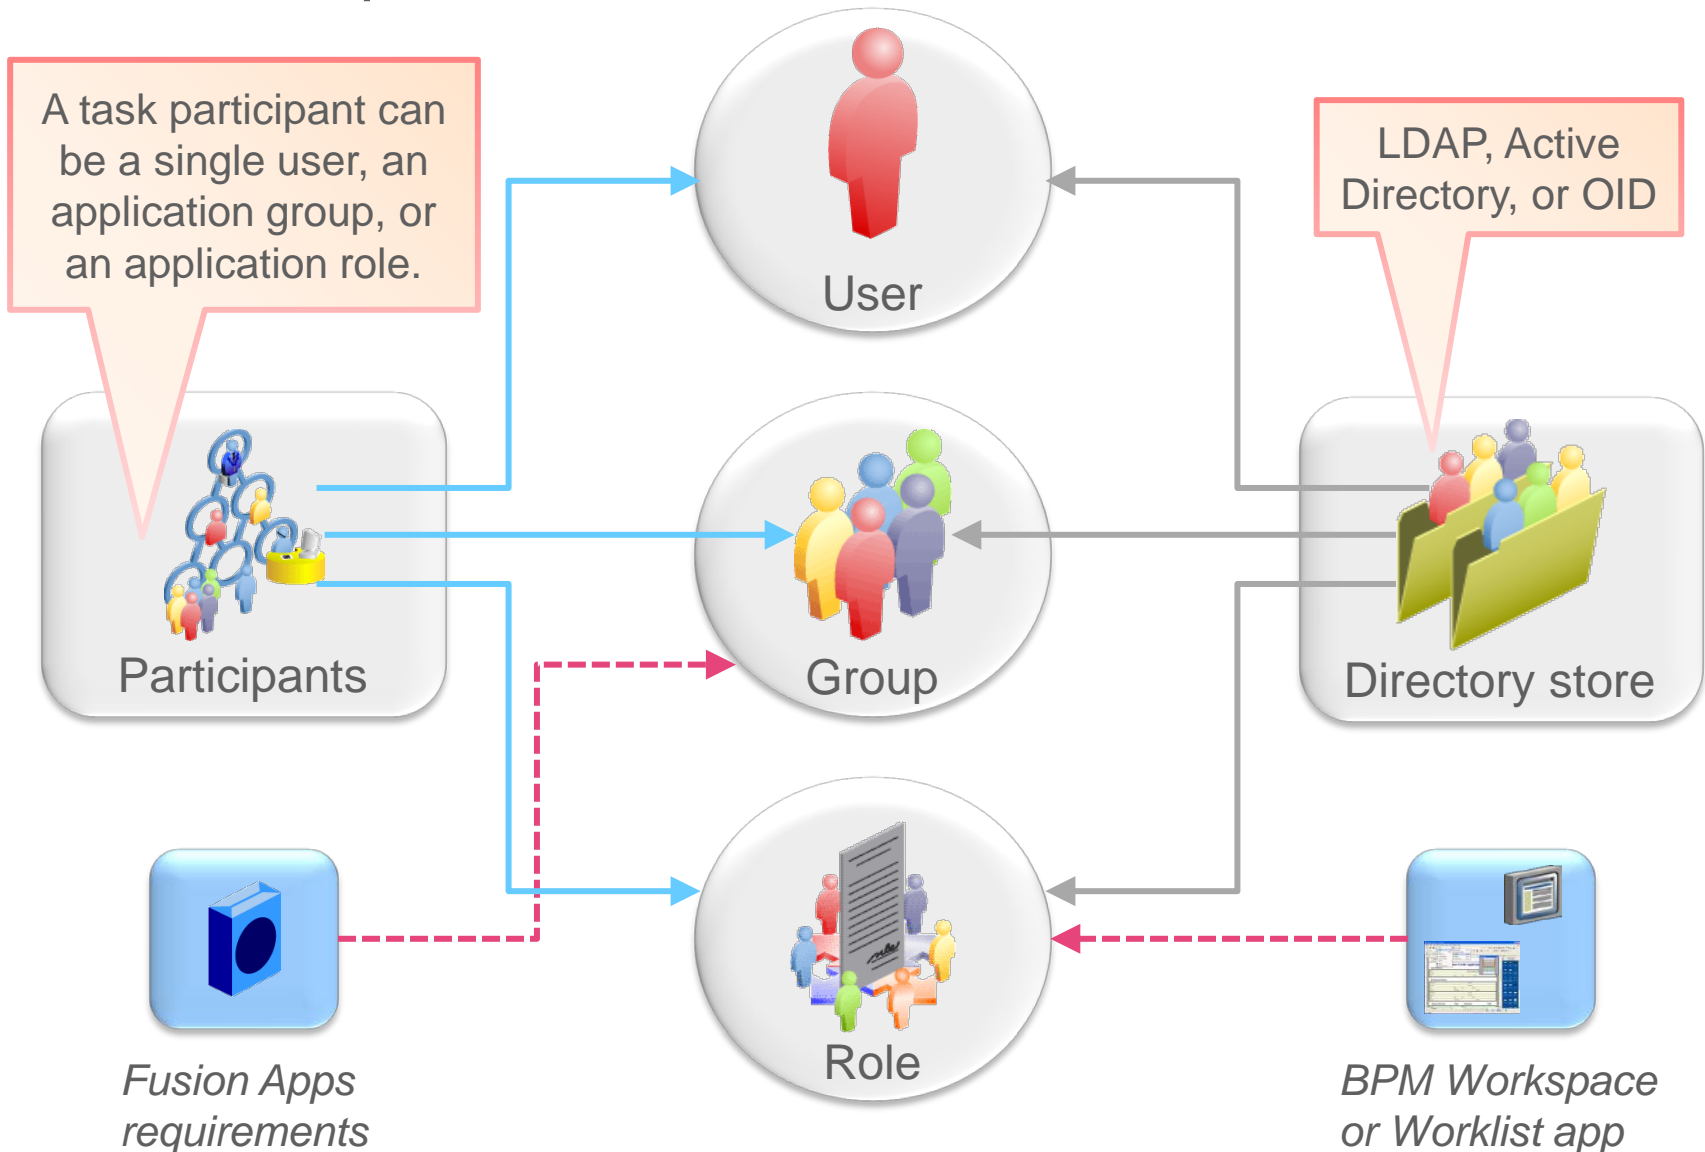 A task participant can
be a single user, an
application group, or
an application role.
LDAP, Active
Directory, or OID
User
Participants
Group
Directory store
Role
Fusion Apps
requirements
BPM Workspace
or Worklist app